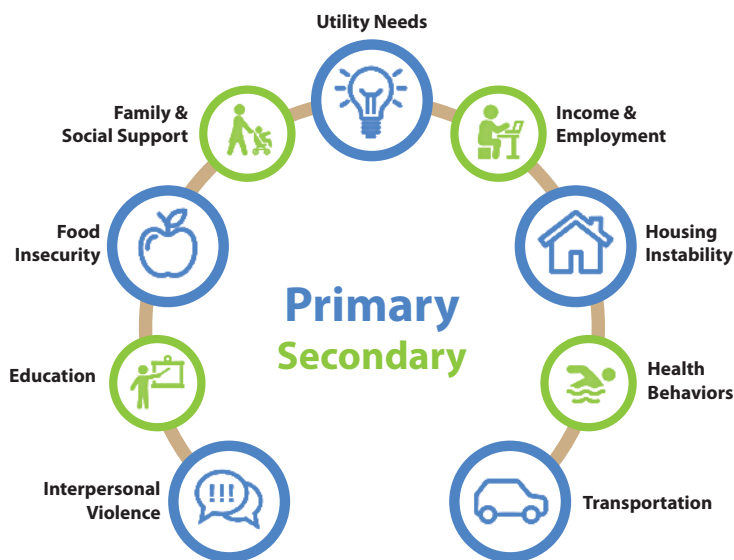 Utility Needs
Family &
Social Support
Income &
Employment
Food
Insecurity
Housing
Instability
Primary
Secondary
Education
Health
Behaviors
Interpersonal
Violence
!!!
Transportation